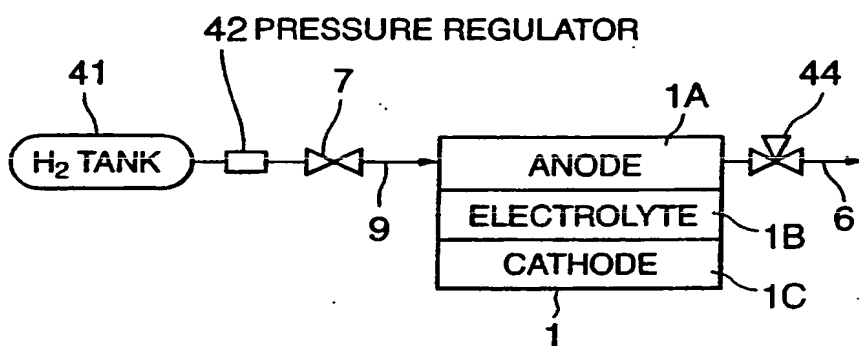 42 PRESSURE REGULATOR
41
7
1A
44
H₂ TANK
ANODE
9
ELECTROLYTE
1B
6
CATHODE
1C
1